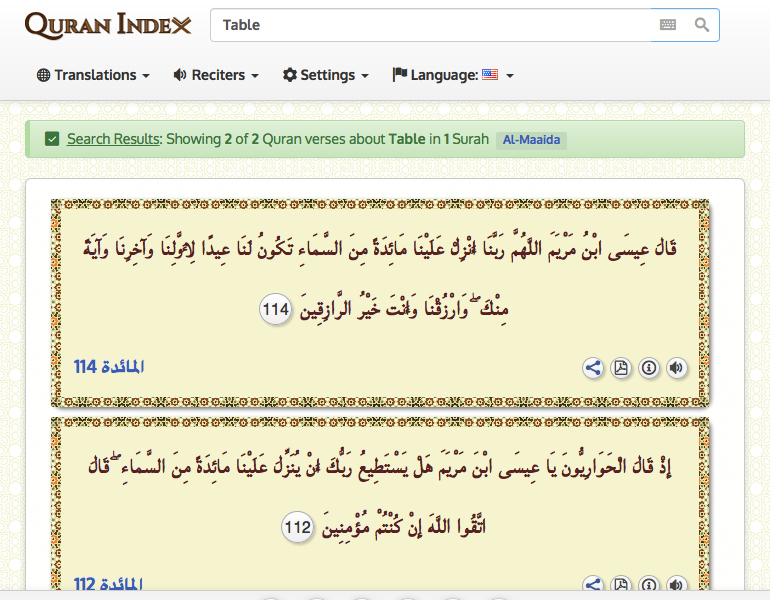 QURAN INDEX
Table
Translations Reciters Settings Language:
Search Results: Showing 2 of 2 Quran verses about Table in 1 Surah Al-Maaida
قَالَ عِيسَى ابْنُ مَرْيَمَ اللَّهُمَّ رَبَّنَا أَنْزِلْ عَلَيْنَا مَائِدَةً مِنَ السَّمَاءِ تَكُونُ لَنَا عِيدًا لِأَوَّلِنَا وَآخِرِنَا وَآيَةً
مِنْكَ ۖ وَارْزُقْنَا وَأَنْتَ خَيْرُ الرَّازِقِينَ 114
المائدة 114
إِذْ قَالَ الْحَوَارِيُّونَ يَا عِيسَى ابْنَ مَرْيَمَ هَلْ يَسْتَطِيعُ رَبُّكَ أَنْ يُنَزِّلَ عَلَيْنَا مَائِدَةً مِنَ السَّمَاءِ ۖ قَالَ
اتَّقُوا اللَّهَ إِنْ كُنْتُمْ مُؤْمِنِينَ 112
المائدة 112